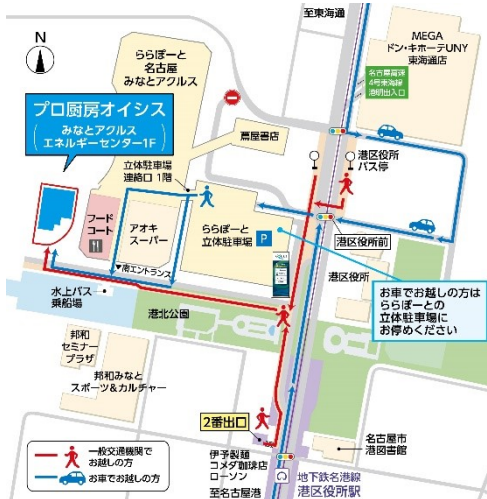 至東海通
MEGA
ドン・キホーテUNY
東海通店
N
ららぽーと
名古屋
みなとアクルス
名古屋高速
4号東海線
港明出入口
プロ厨房オイシス
みなとアクルス
エネルギーセンター1F
蔦屋書店
立体駐車場
連絡口 1階
港区役所
バス停
フード
コート
アオキ
スーパー
ららぽーと
立体駐車場
P
港区役所前
▼南エントランス
港区役所
お車でお越しの方は
ららぽーとの
立体駐車場に
お停めください
水上バス
乗船場
港北公園
邦和
セミナー
プラザ
邦和みなと
スポーツ&カルチャー
2番出口
伊予製麺
コメダ珈琲店
ローソン
至名古屋港
名古屋市
港図書館
地下鉄名港線
港区役所駅
一般交通機関で
お越しの方
お車でお越しの方